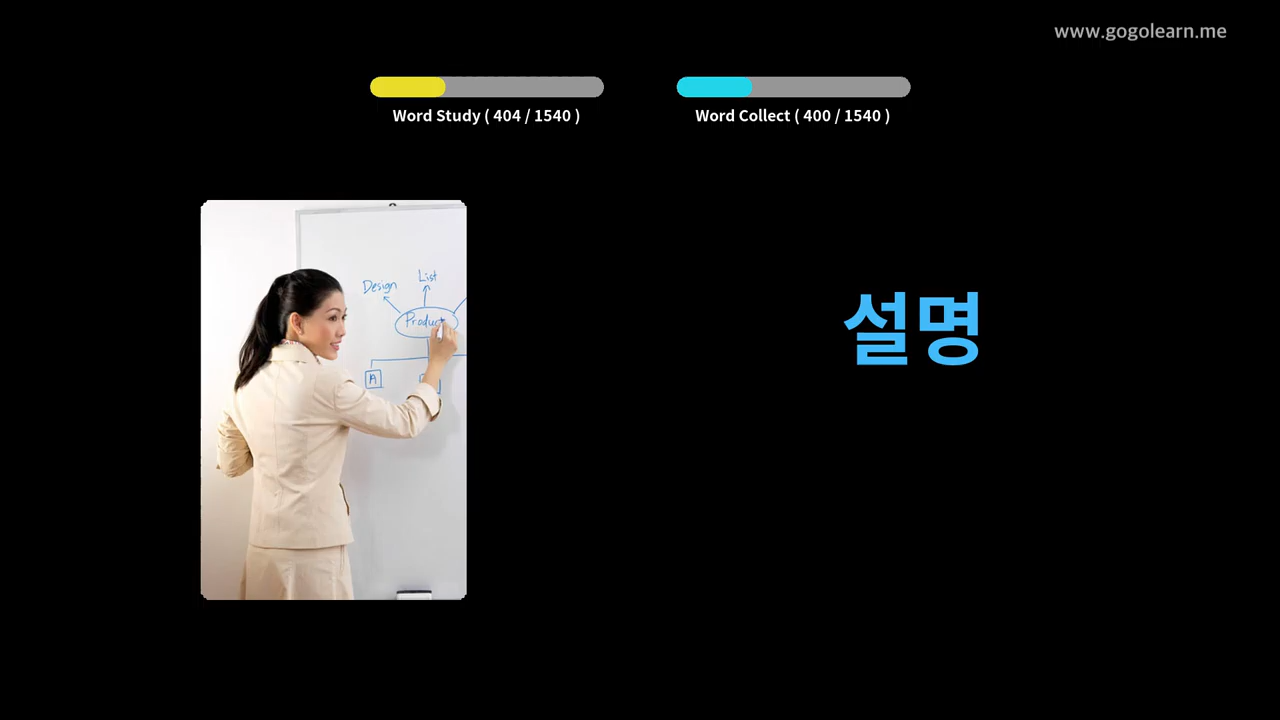 www.gogolearn.me
Word Study ( 404 / 1540 )
Word Collect ( 400 / 1540 )
설명
List
Design
Product
A